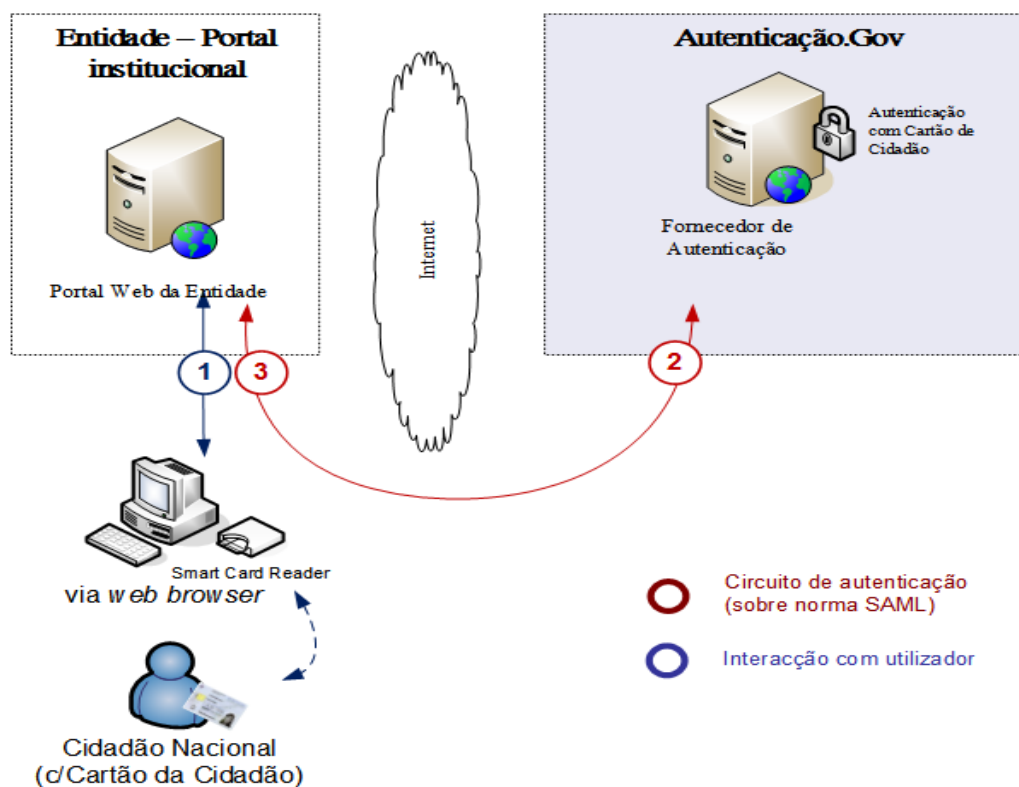 Entidade – Portal
institucional
Portal Web da Entidade
Internet
Autenticação.Gov
Autenticação
com Cartão de
Cidadão
Fornecedor de
Autenticação
1
3
2
Smart Card Reader
via web browser
Cidadão Nacional
(c/Cartão da Cidadão)
Circuito de autenticação
(sobre norma SAML)
Interacção com utilizador